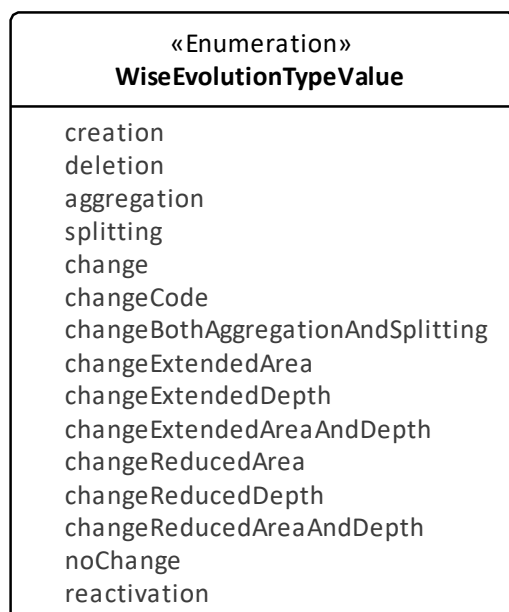 «Enumeration»
WiseEvolutionTypeValue
creation
deletion
aggregation
splitting
change
changeCode
changeBothAggregationAndSplitting
changeExtendedArea
changeExtendedDepth
changeExtendedAreaAndDepth
changeReducedArea
changeReducedDepth
changeReducedAreaAndDepth
noChange
reactivation